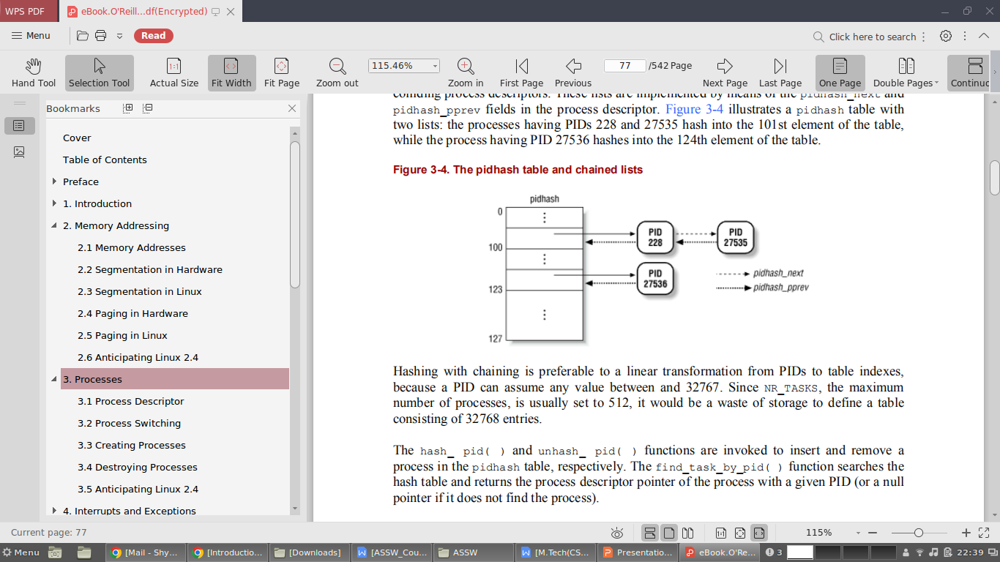 WPS PDF
eBook.O'Reill...df(Encrypted)
Menu
Read
Click here to search
Hand Tool
Selection Tool
Actual Size
Fit Width
Fit Page
Zoom out
115.46%
Zoom in
First Page
Previous
77 /542 Page
Next Page
Last Page
One Page
Double Pages
Continuc
Bookmarks
Cover
Table of Contents
Preface
1. Introduction
2. Memory Addressing
2.1 Memory Addresses
2.2 Segmentation in Hardware
2.3 Segmentation in Linux
2.4 Paging in Hardware
2.5 Paging in Linux
2.6 Anticipating Linux 2.4
3. Processes
3.1 Process Descriptor
3.2 Process Switching
3.3 Creating Processes
3.4 Destroying Processes
3.5 Anticipating Linux 2.4
4. Interrupts and Exceptions
colliding process descriptors. These lists are implemented by means of the pidhash_next and
pidhash_pprev fields in the process descriptor. Figure 3-4 illustrates a pidhash table with
two lists: the processes having PIDs 228 and 27535 hash into the 101st element of the table,
while the process having PID 27536 hashes into the 124th element of the table.
Figure 3-4. The pidhash table and chained lists
pidhash
0
100
123
127
PID
228
PID
27535
PID
27536
pidhash_next
pidhash_pprev
Hashing with chaining is preferable to a linear transformation from PIDs to table indexes,
because a PID can assume any value between and 32767. Since NR_TASKS, the maximum
number of processes, is usually set to 512, it would be a waste of storage to define a table
consisting of 32768 entries.
The hash_ pid( ) and unhash_ pid( ) functions are invoked to insert and remove a
process in the pidhash table, respectively. The find_task_by_pid( ) function searches the
hash table and returns the process descriptor pointer of the process with a given PID (or a null
pointer if it does not find the process).
Current page: 77
115%
Menu
[Mail - Shy...
[Introductio...
[Downloads]
[ASSW_Cou...
ASSW
[M.Tech(CS...
Presentatio...
eBook.O'Re...
3
22:39